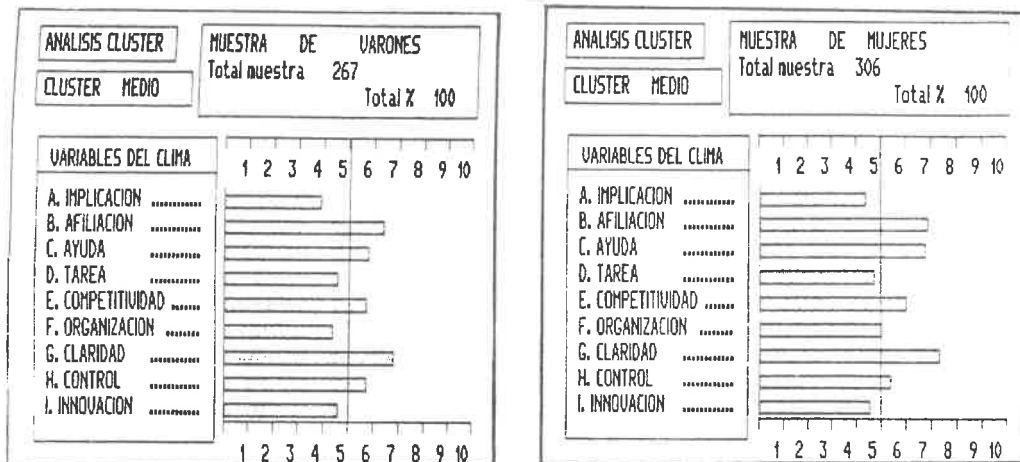 ANALISIS CLUSTER
CLUSTER MEDIO
MUESTRA DE VARONES
Total muestra 267
Total % 100
VARIABLES DEL CLIMA
1 2 3 4 5 6 7 8 9 10
A. IMPLICACION ............
B. AFILIACION ............
C. AYUDA ............
D. TAREA ............
E. COMPETITIVIDAD .......
F. ORGANIZACION ........
G. CLARIDAD ............
H. CONTROL ............
I. INNOVACION ............
1 2 3 4 5 6 7 8 9 10
ANALISIS CLUSTER
CLUSTER MEDIO
MUESTRA DE MUJERES
Total muestra 306
Total % 100
VARIABLES DEL CLIMA
1 2 3 4 5 6 7 8 9 10
A. IMPLICACION ............
B. AFILIACION ............
C. AYUDA ............
D. TAREA ............
E. COMPETITIVIDAD .......
F. ORGANIZACION ........
G. CLARIDAD ............
H. CONTROL ............
I. INNOVACION ............
1 2 3 4 5 6 7 8 9 10